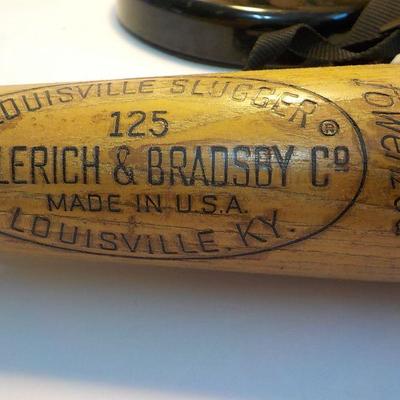 LOUISVILLE SLUGGER ®
125
LERICH & BRADSBY Cº
MADE IN U.S.A.
LOUISVILLE, KY.